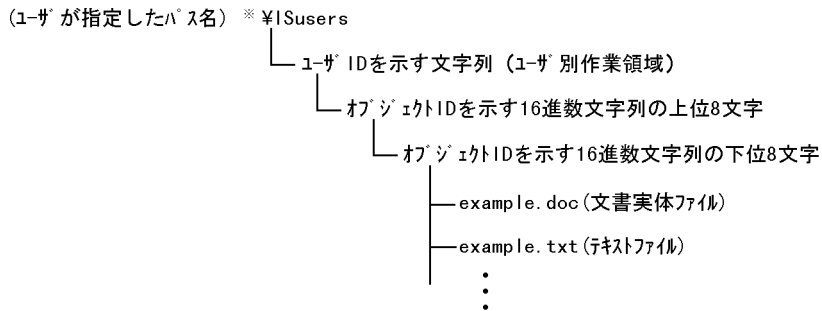 (ﾕｰｻﾞが指定したﾊﾟｽ名) ※ ¥ISusers
ﾕｰｻﾞIDを示す文字列 (ﾕｰｻﾞ別作業領域)
ｵﾌﾞｼﾞｪｸﾄIDを示す16進数文字列の上位8文字
ｵﾌﾞｼﾞｪｸﾄIDを示す16進数文字列の下位8文字
example.doc(文書実体ﾌｧｲﾙ)
example.txt(ﾃｷｽﾄﾌｧｲﾙ)